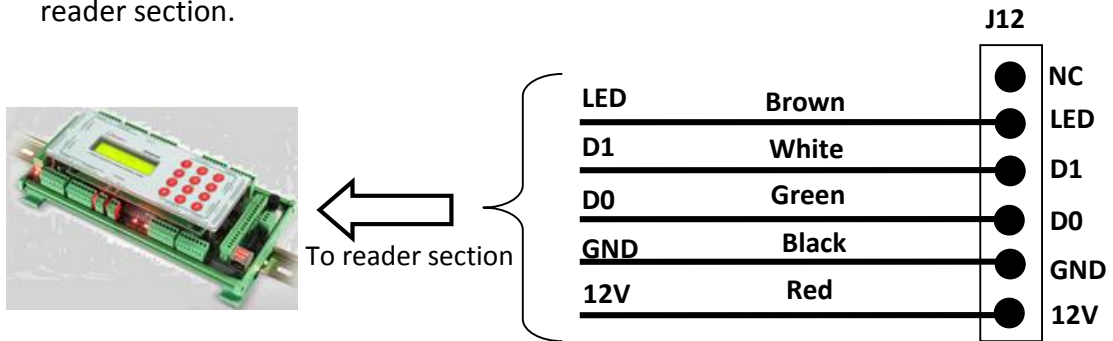 reader section.
J12
NC
LED Brown LED
D1 White D1
D0 Green D0
GND Black GND
12V Red 12V
To reader section